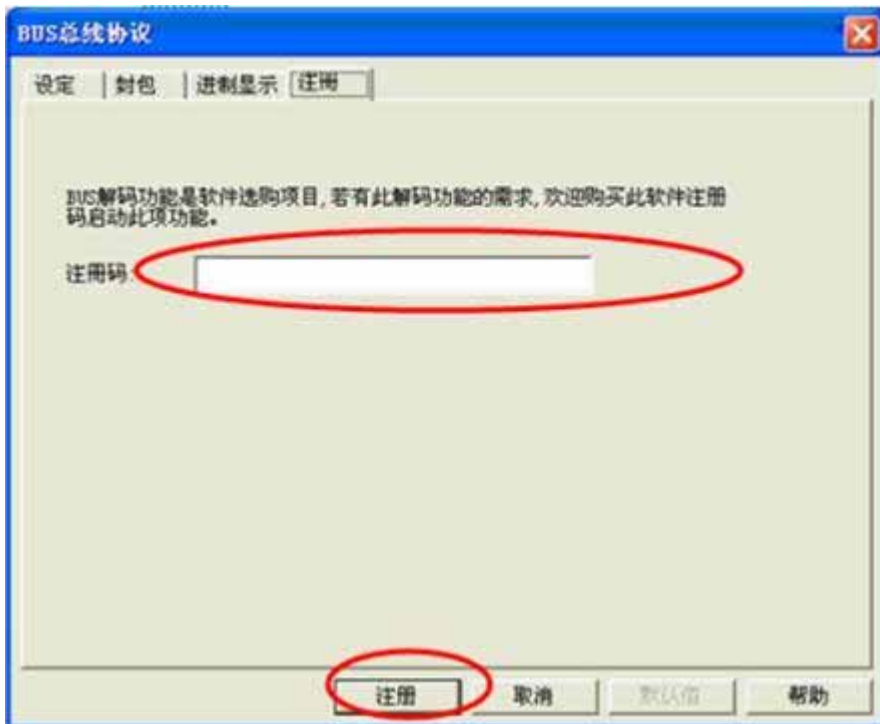 BUS总线协议
设定 封包 进制显示 注册
BUS解码功能是软件选购项目,若有此解码功能的需求,欢迎购买此软件注册
码启动此项功能。
注册码:
注册 取消 默认值 帮助